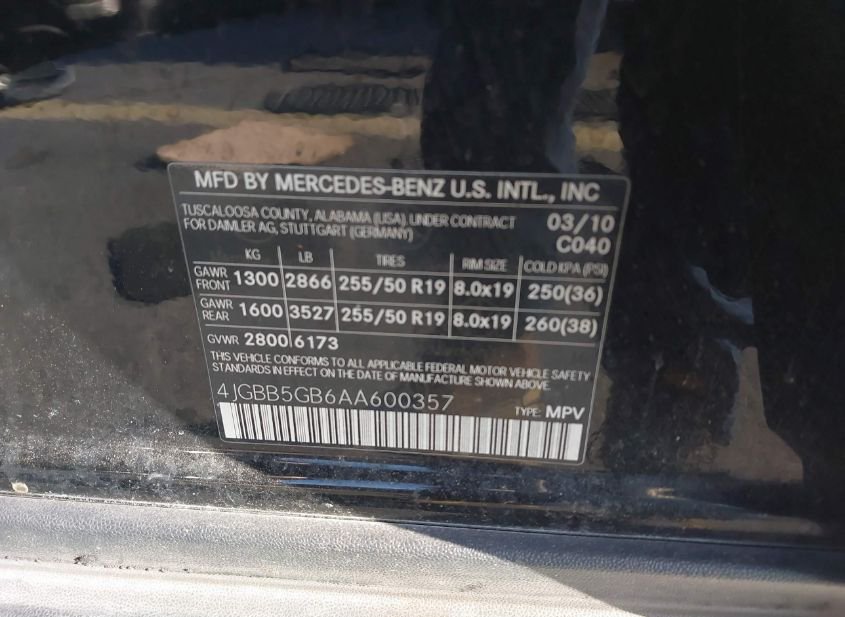 MFD BY MERCEDES-BENZ U.S. INTL., INC
TUSCALOOSA COUNTY, ALABAMA (USA) UNDER CONTRACT
FOR DAIMLER AG, STUTTGART (GERMANY)
03/10
C040
KG LB TIRES RIM SIZE COLD KPA (PSI)
GAWR FRONT 1300 2866 255/50 R19 8.0x19 250(36)
GAWR REAR 1600 3527 255/50 R19 8.0x19 260(38)
GVWR 2800 6173
THIS VEHICLE CONFORMS TO ALL APPLICABLE FEDERAL MOTOR VEHICLE SAFETY
STANDARDS IN EFFECT ON THE DATE OF MANUFACTURE SHOWN ABOVE.
4JGBB5GB6AA600357
TYPE: MPV